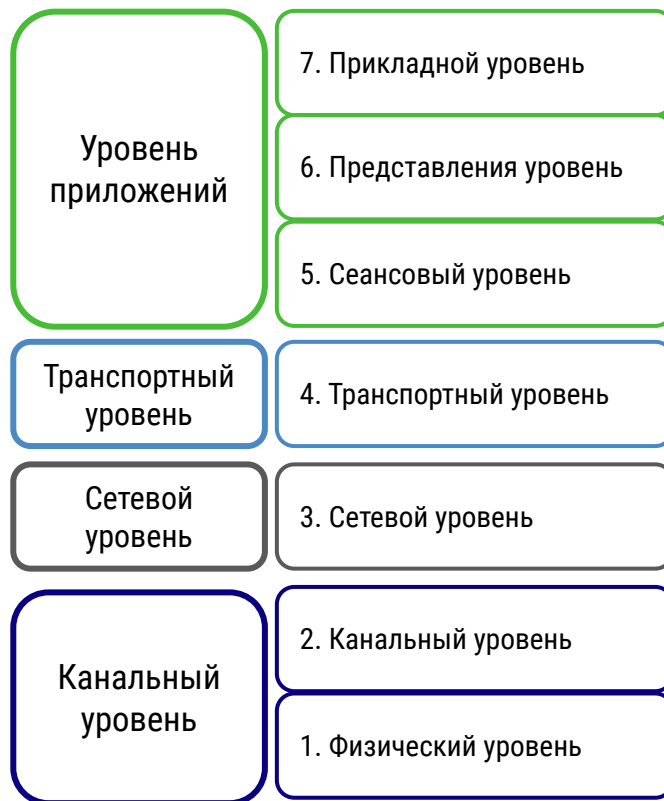 Уровень
приложений
7. Прикладной уровень
6. Представления уровень
5. Сеансовый уровень
Транспортный
уровень
4. Транспортный уровень
Сетевой
уровень
3. Сетевой уровень
Канальный
уровень
2. Канальный уровень
1. Физический уровень